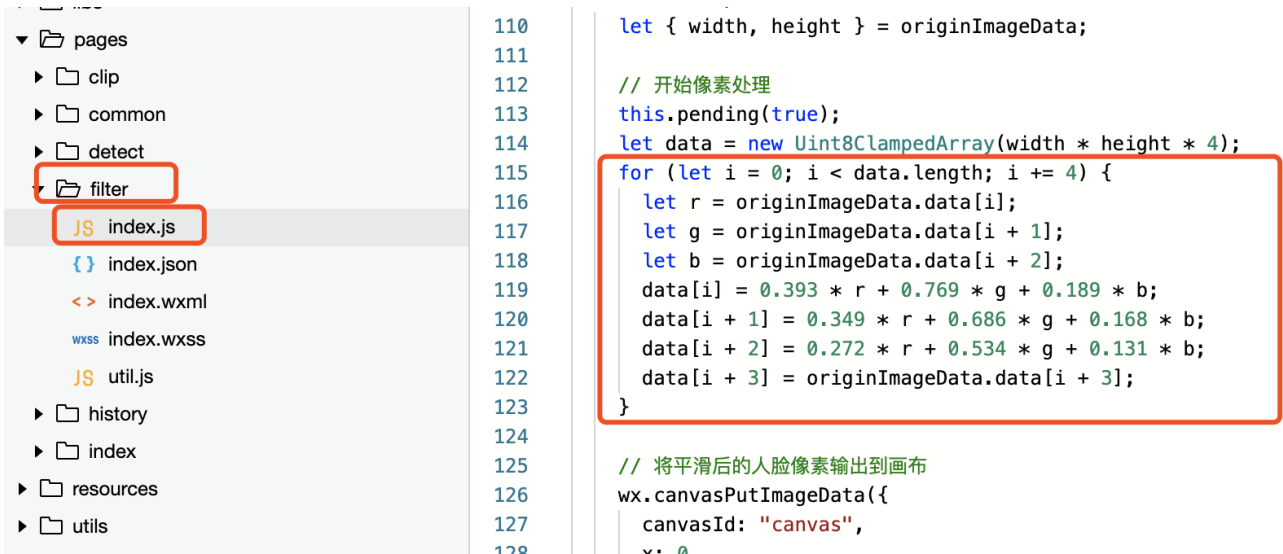 libs
pages
clip
common
detect
filter
JS index.js
{ } index.json
< > index.wxml
wxss index.wxss
JS util.js
history
index
resources
utils
110 let { width, height } = originImageData;
111
112 // 开始像素处理
113 this.pending(true);
114 let data = new Uint8ClampedArray(width * height * 4);
115 for (let i = 0; i < data.length; i += 4) {
116 let r = originImageData.data[i];
117 let g = originImageData.data[i + 1];
118 let b = originImageData.data[i + 2];
119 data[i] = 0.393 * r + 0.769 * g + 0.189 * b;
120 data[i + 1] = 0.349 * r + 0.686 * g + 0.168 * b;
121 data[i + 2] = 0.272 * r + 0.534 * g + 0.131 * b;
122 data[i + 3] = originImageData.data[i + 3];
123 }
124
125 // 将平滑后的人脸像素输出到画布
126 wx.canvasPutImageData({
127 canvasId: "canvas",
128 x: 0